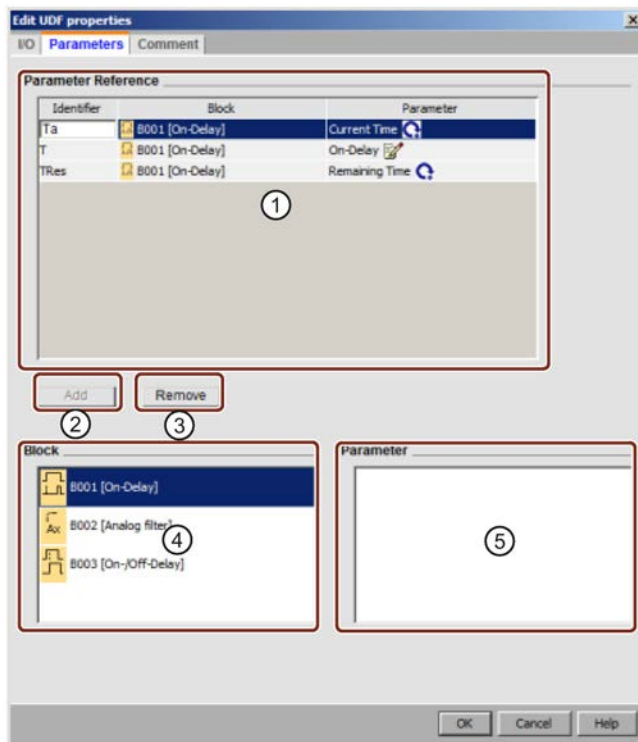 Edit UDF properties
I/O Parameters Comment
Parameter Reference
Identifier Block Parameter
Ta B001 [On-Delay] Current Time
T B001 [On-Delay] On-Delay
TRes B001 [On-Delay] Remaining Time
1
Add Remove
2 3
Block Parameter
B001 [On-Delay]
Ax B002 [Analog filter]
4 5
B003 [On-/Off-Delay]
OK Cancel Help